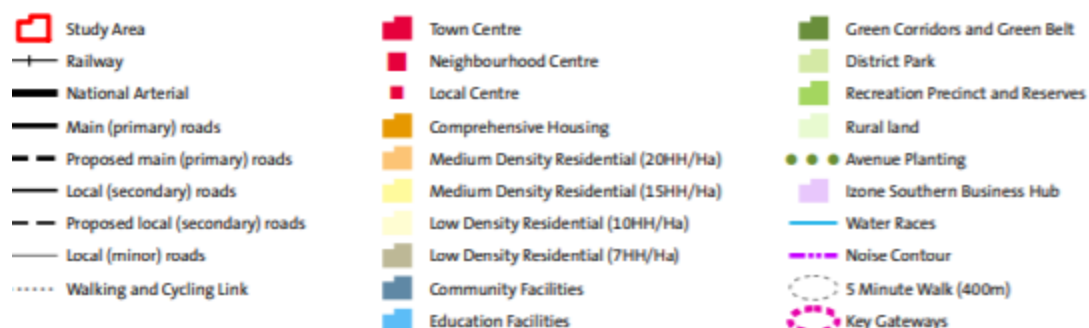 Study Area
Railway
National Arterial
Main (primary) roads
Proposed main (primary) roads
Local (secondary) roads
Proposed local (secondary) roads
Local (minor) roads
Walking and Cycling Link
Town Centre
Neighbourhood Centre
Local Centre
Comprehensive Housing
Medium Density Residential (20HH/Ha)
Medium Density Residential (15HH/Ha)
Low Density Residential (10HH/Ha)
Low Density Residential (7HH/Ha)
Community Facilities
Education Facilities
Green Corridors and Green Belt
District Park
Recreation Precinct and Reserves
Rural land
Avenue Planting
Izone Southern Business Hub
Water Races
Noise Contour
5 Minute Walk (400m)
Key Gateways